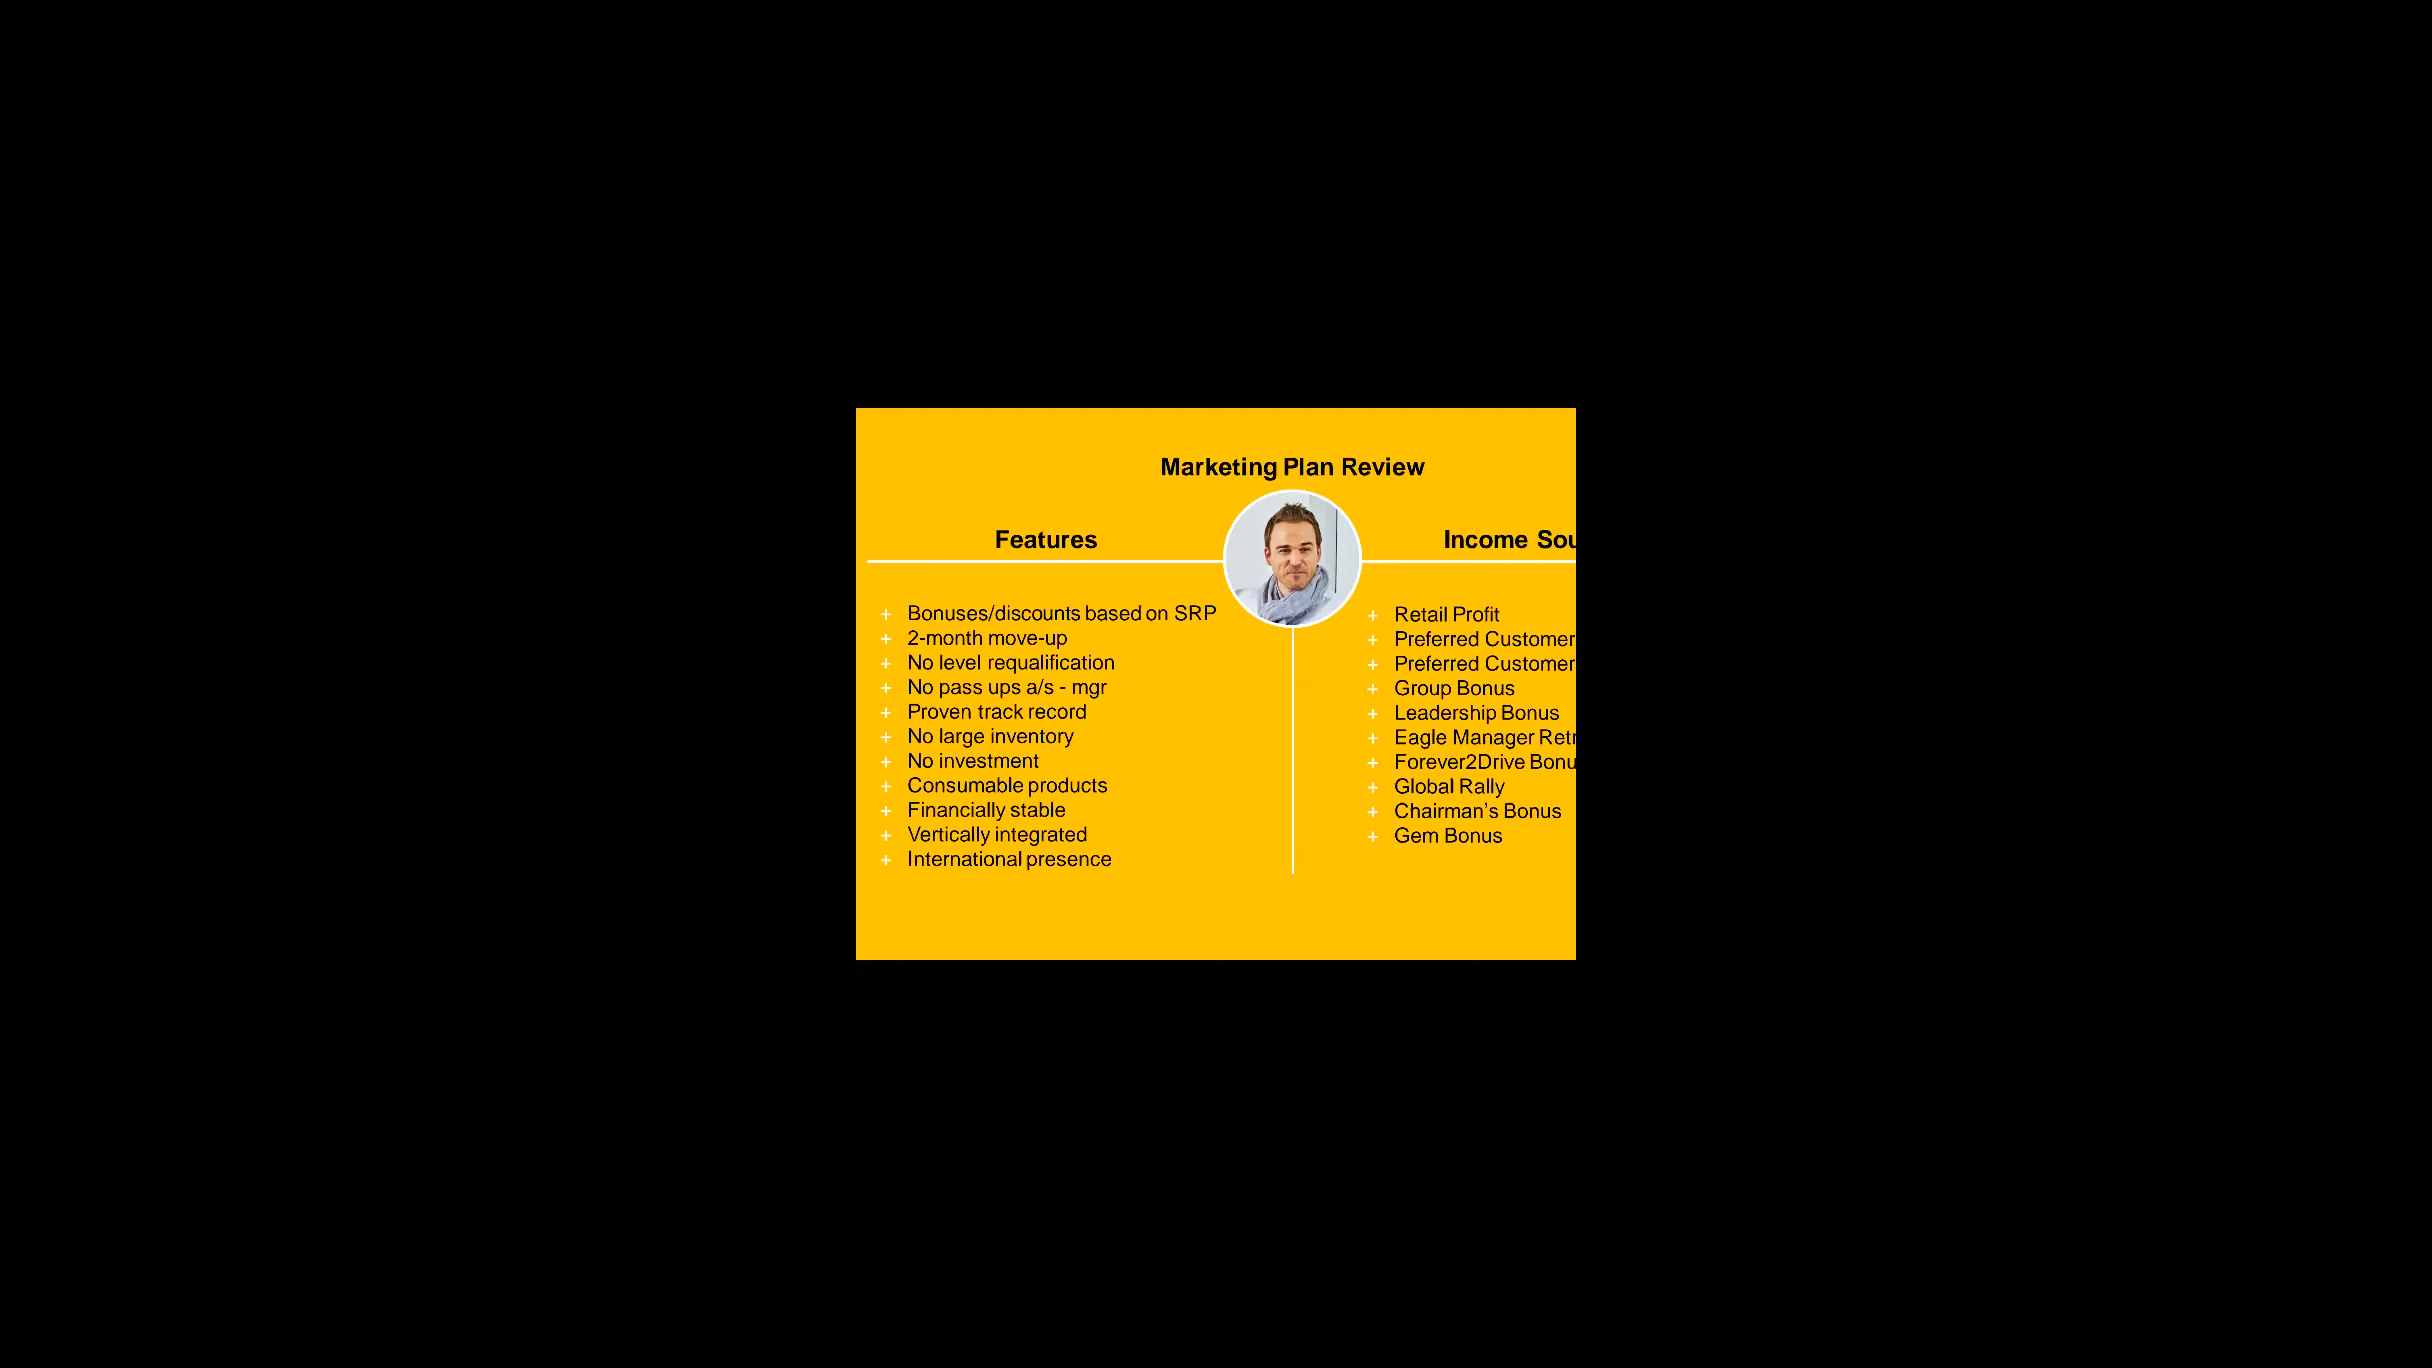 Marketing Plan Review
Features
+ Bonuses/discounts based on SRP
+ 2-month move-up
+ No level requalification
+ No pass ups a/s - mgr
+ Proven track record
+ No large inventory
+ No investment
+ Consumable products
+ Financially stable
+ Vertically integrated
+ International presence
Income Sou
+ Retail Profit
+ Preferred Customer
+ Preferred Customer
+ Group Bonus
+ Leadership Bonus
+ Eagle Manager Retr
+ Forever2Drive Bonu
+ Global Rally
+ Chairman’s Bonus
+ Gem Bonus